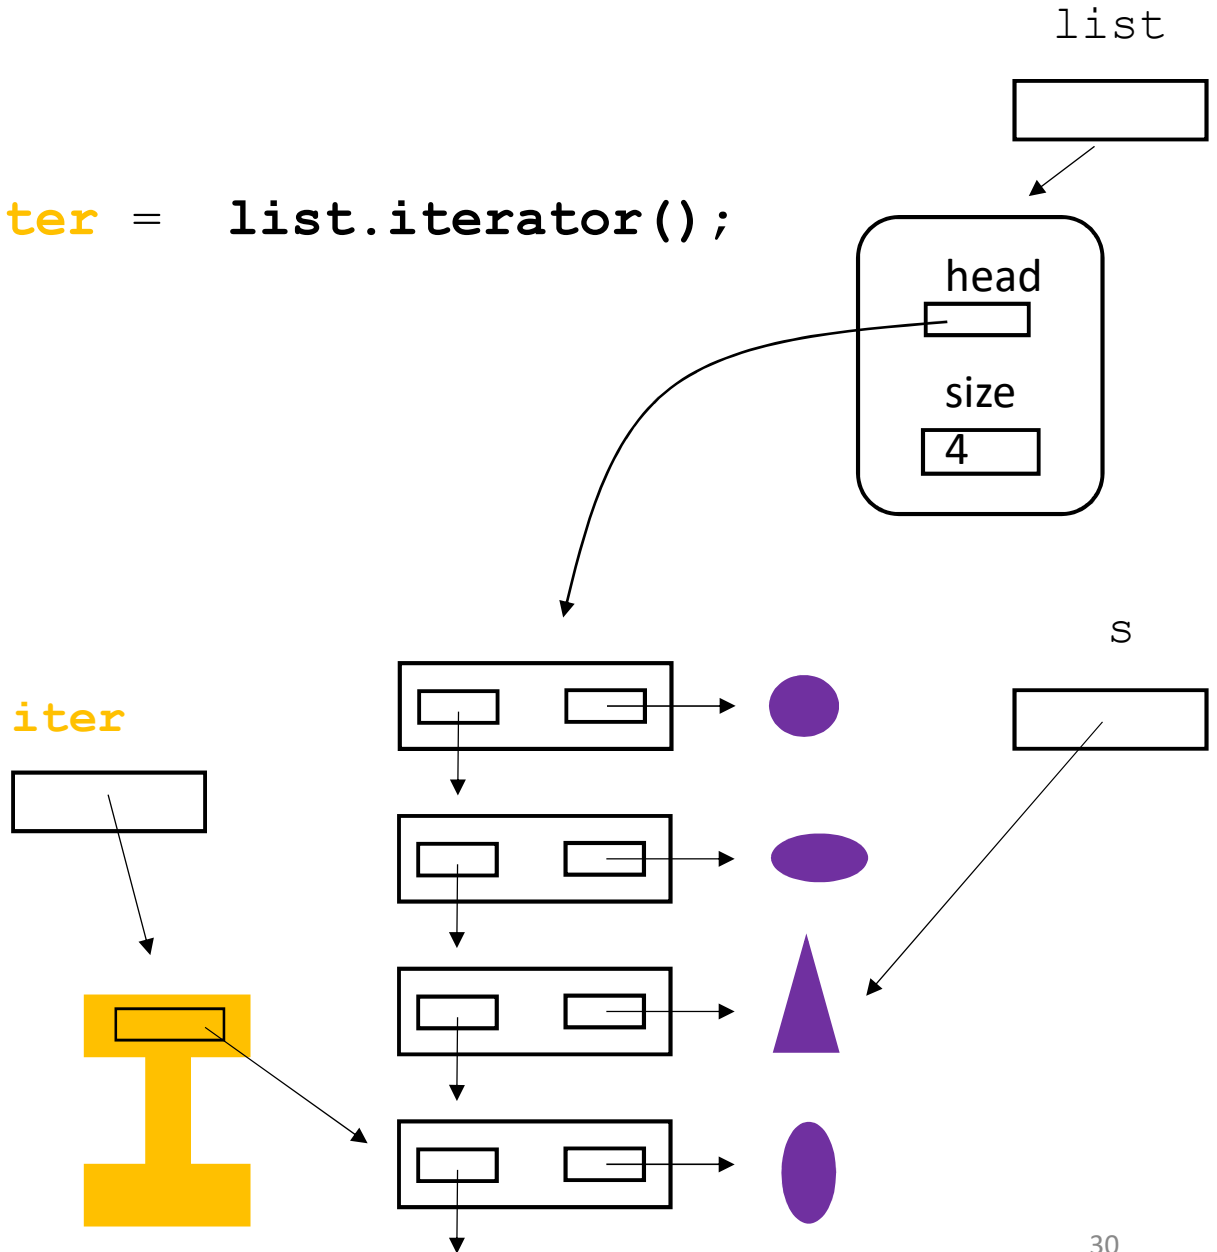 list
ter = list.iterator();
head
size
4
s
iter
30